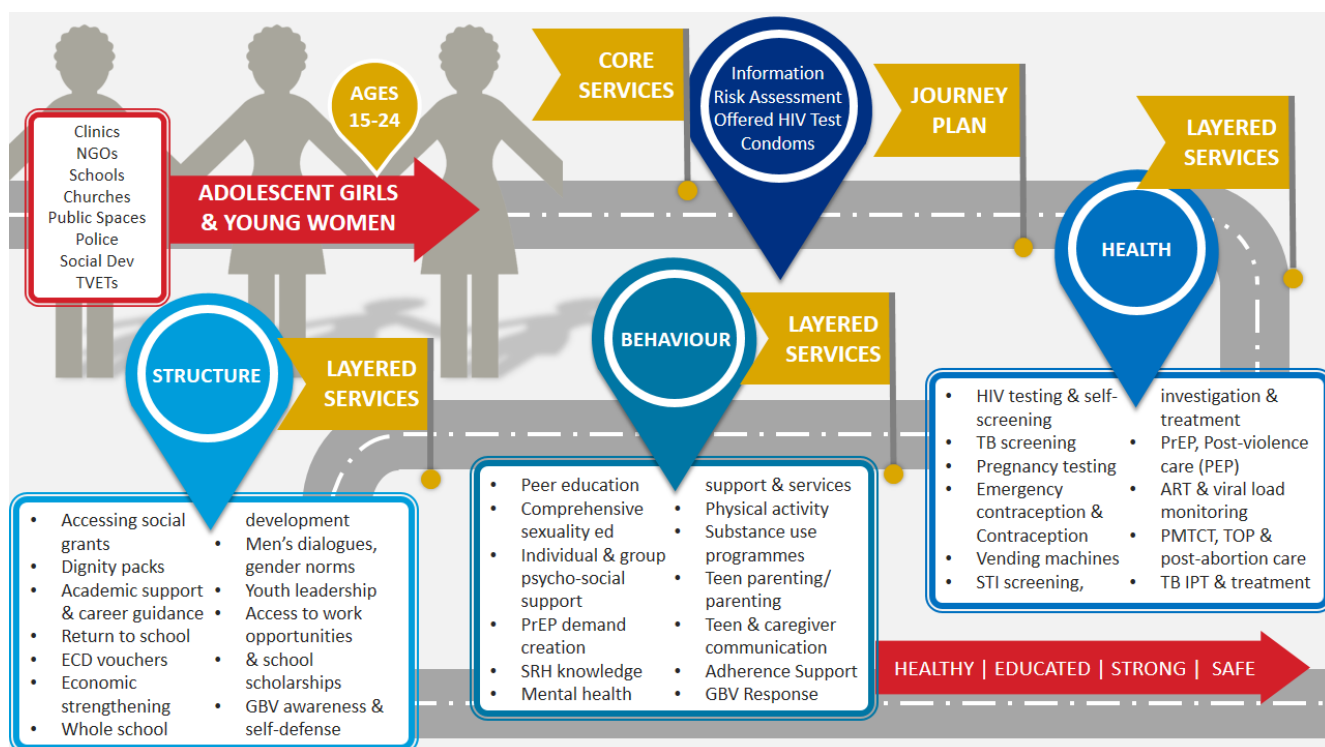 Clinics
NGOs
Schools
Churches
Public Spaces
Police
Social Dev
TVETs
AGES
15-24
ADOLESCENT GIRLS
& YOUNG WOMEN
CORE
SERVICES
Information
Risk Assessment
Offered HIV Test
Condoms
JOURNEY
PLAN
LAYERED
SERVICES
HEALTH
• HIV testing & self-
screening
• TB screening
• Pregnancy testing
• Emergency
contraception &
Contraception
• Vending machines
• STI screening,
investigation &
treatment
• PrEP, Post-violence
care (PEP)
• ART & viral load
monitoring
• PMTCT, TOP &
post-abortion care
• TB IPT & treatment
BEHAVIOUR
LAYERED
SERVICES
• Peer education
• Comprehensive
sexuality ed
• Individual & group
psycho-social
support
• PrEP demand
creation
• SRH knowledge
• Mental health
support & services
• Physical activity
• Substance use
programmes
• Teen parenting/
parenting
• Teen & caregiver
communication
• Adherence Support
• GBV Response
STRUCTURE
LAYERED
SERVICES
• Accessing social
grants
• Dignity packs
• Academic support
& career guidance
• Return to school
• ECD vouchers
• Economic
strengthening
• Whole school
development
• Men's dialogues,
gender norms
• Youth leadership
• Access to work
opportunities
• & school
scholarships
• GBV awareness &
self-defense
HEALTHY | EDUCATED | STRONG | SAFE